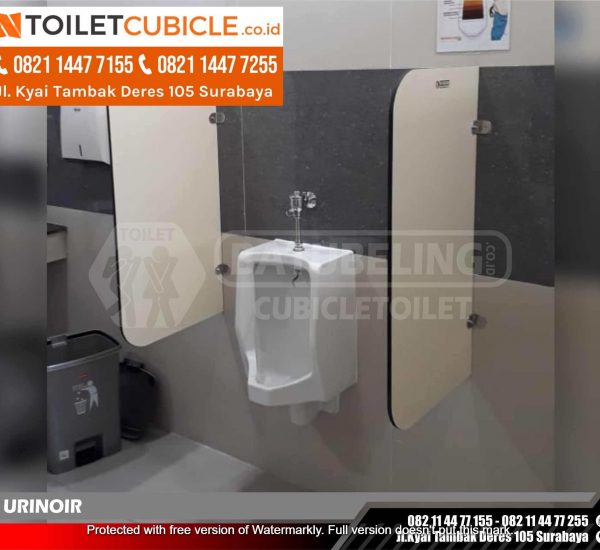 TOILETCUBICLE.co.id
0821 1447 7155 0821 1447 7255
Jl. Kyai Tambak Deres 105 Surabaya
TOILET
BATUBELING.CO.ID
CUBICLETOILET
URINOIR
082 11 44 77 155 - 082 11 44 77 255
Jl.Kyai Tambak Deres 105 Surabaya
Protected with free version of Watermarkly. Full version doesn't put this mark.